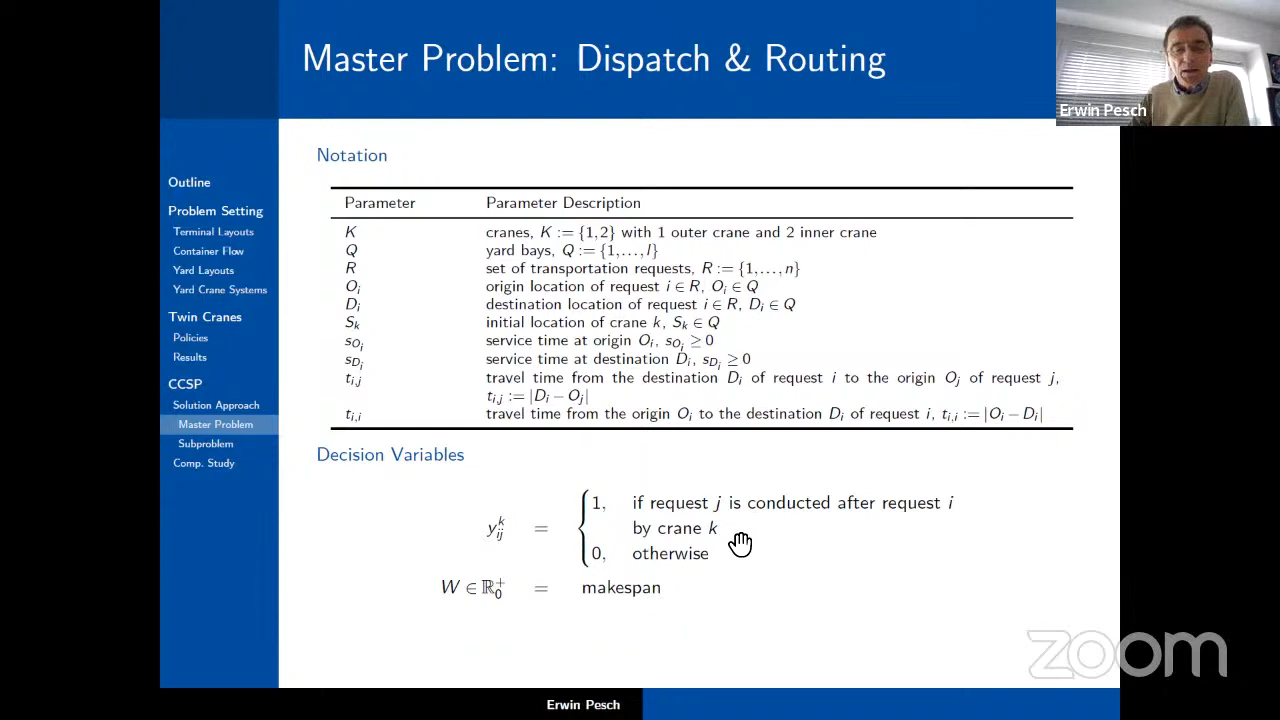 Master Problem: Dispatch & Routing
Erwin Pesch
Outline
Problem Setting
Terminal Layouts
Container Flow
Yard Layouts
Yard Crane Systems
Twin Cranes
Policies
Results
CCSP
Solution Approach
Master Problem
Subproblem
Comp. Study
Notation
Parameter Parameter Description
K cranes, K := {1,2} with 1 outer crane and 2 inner crane
Q yard bays, Q := {1,...,l}
R set of transportation requests, R := {1,...,n}
O_i origin location of request i ∈ R, O_i ∈ Q
D_i destination location of request i ∈ R, D_i ∈ Q
S_k initial location of crane k, S_k ∈ Q
s_{O_i} service time at origin O_i, s_{O_i} ≥ 0
s_{D_i} service time at destination D_i, s_{D_i} ≥ 0
t_{i,j} travel time from the destination D_i of request i to the origin O_j of request j,
t_{i,j} := |D_i − O_j|
t_{i,i} travel time from the origin O_i to the destination D_i of request i, t_{i,i} := |O_i − D_i|
Decision Variables
y_{ij}^k = { 1, if request j is conducted after request i
by crane k
0, otherwise
W ∈ ℝ_0^+ = makespan
zoom
Erwin Pesch